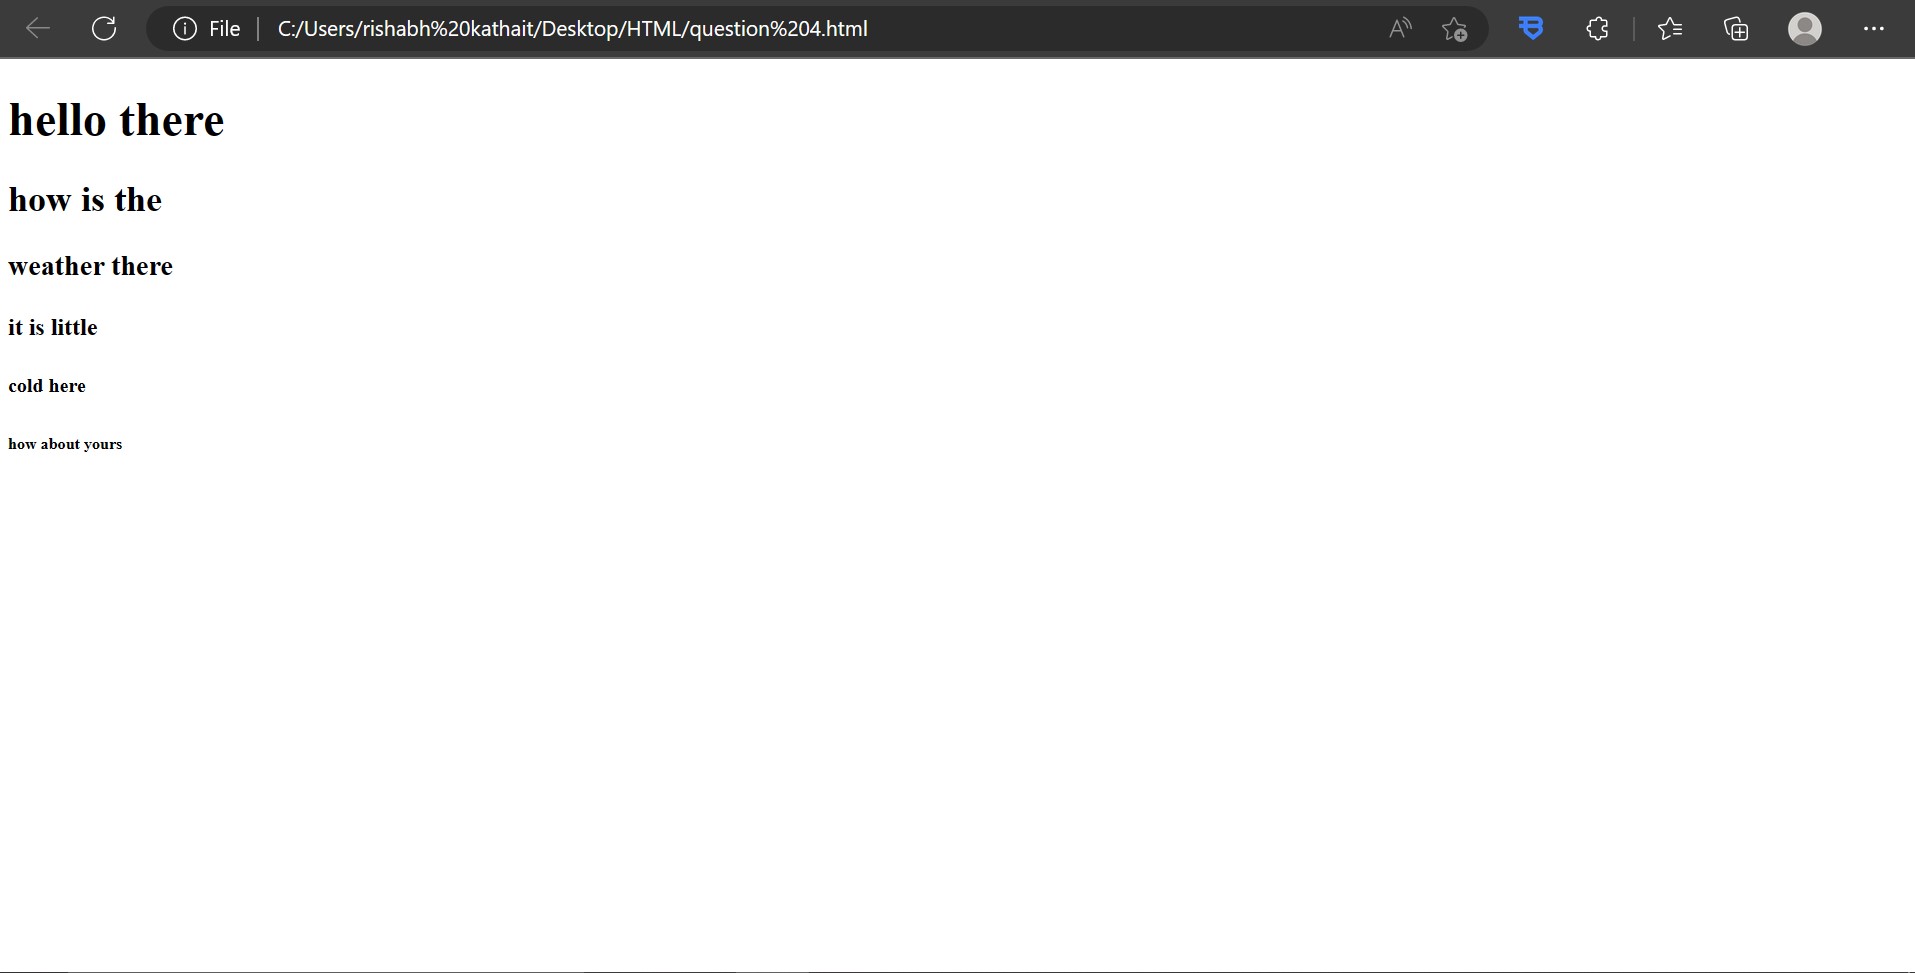 File C:/Users/rishabh%20kathait/Desktop/HTML/question%204.html
hello there
how is the
weather there
it is little
cold here
how about yours